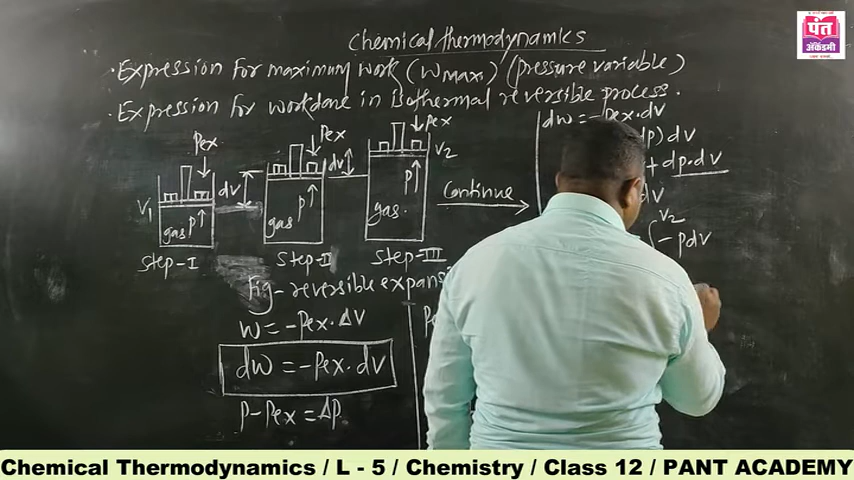 Chemical thermodynamics
पंत
अ‍ॅकॅडमी
· Expression for maximum work (Wmax) (pressure variable)
· Expression for workdone in isothermal reversible process.
Pex
dv
V1
gas P↑
Step-I
Pex
dv
gas P↑
Step-II
Pex
V2
P↑
gas.
Step-III
Continue
Fig- reversible expans
W = -Pex·ΔV
dw = -Pex·dv
P-Pex = ΔP
dw = -Pex·dv
dp) dv
+ dp·dv
dv
V2
∫ -pdv
Chemical Thermodynamics / L - 5 / Chemistry / Class 12 / PANT ACADEMY